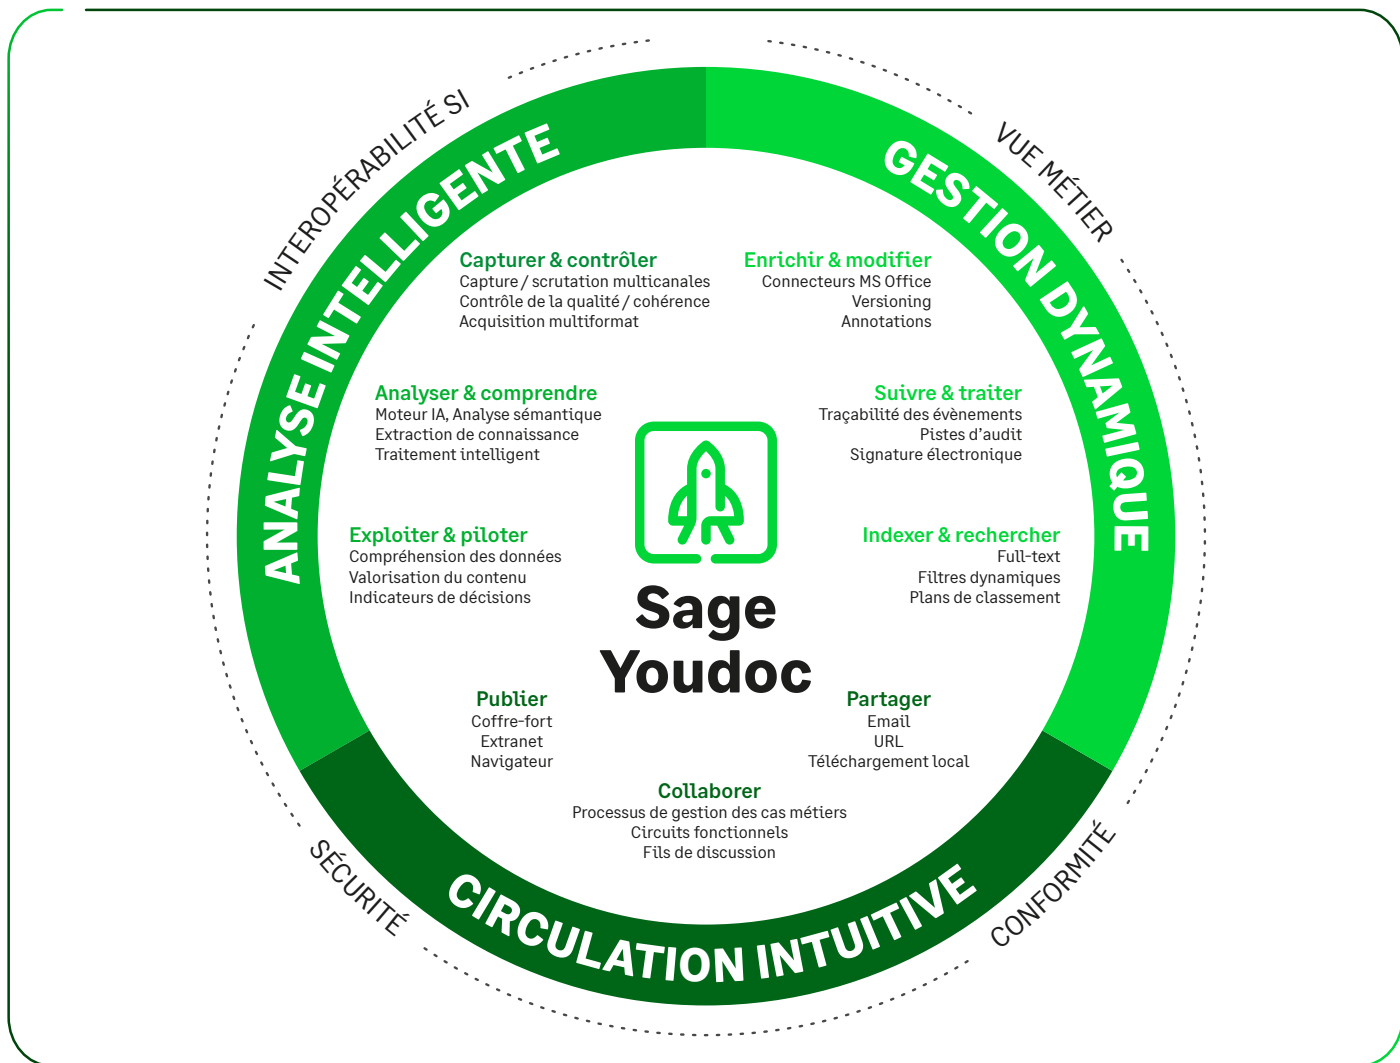 INTEROPÉRABILITÉ SI
VUE MÉTIER
ANALYSE INTELLIGENTE
GESTION DYNAMIQUE
Capturer & contrôler
Capture / scrutation multicanales
Contrôle de la qualité / cohérence
Acquisition multiformat
Enrichir & modifier
Connecteurs MS Office
Versioning
Annotations
Analyser & comprendre
Moteur IA, Analyse sémantique
Extraction de connaissance
Traitement intelligent
Suivre & traiter
Traçabilité des évènements
Pistes d’audit
Signature électronique
Exploiter & piloter
Compréhension des données
Valorisation du contenu
Indicateurs de décisions
Indexer & rechercher
Full-text
Filtres dynamiques
Plans de classement
Sage
Youdoc
Publier
Coffre-fort
Extranet
Navigateur
Partager
Email
URL
Téléchargement local
Collaborer
Processus de gestion des cas métiers
Circuits fonctionnels
Fils de discussion
CIRCULATION INTUITIVE
SÉCURITÉ
CONFORMITÉ